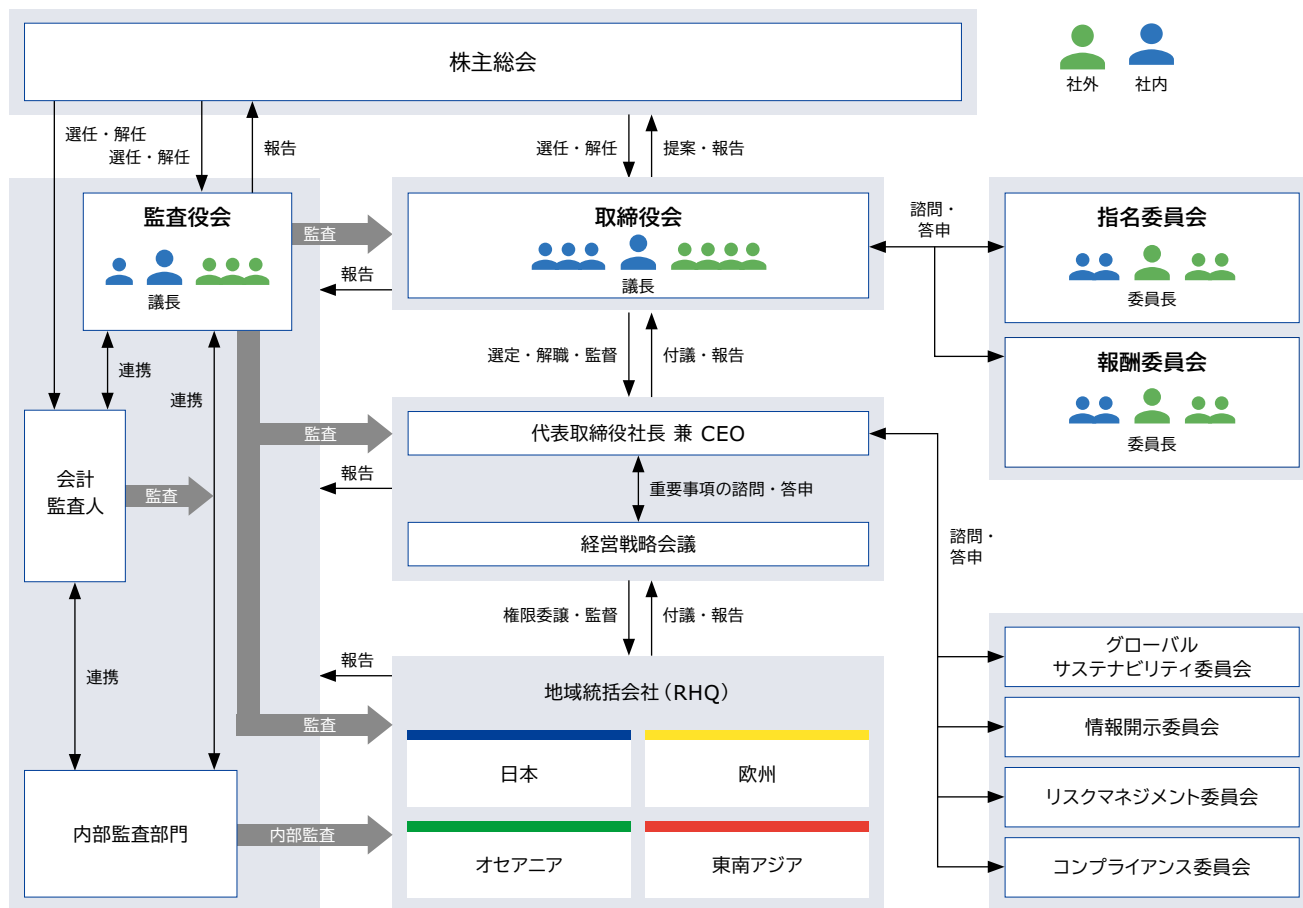 株主総会
社外
社内
選任・解任
選任・解任
報告
選任・解任
提案・報告
監査役会
議長
監査
報告
取締役会
議長
諮問・
答申
指名委員会
委員長
報酬委員会
委員長
連携
連携
選定・解職・監督
付議・報告
監査
報告
代表取締役社長 兼 CEO
重要事項の諮問・答申
経営戦略会議
会計
監査人
監査
諮問・
答申
権限委譲・監督
付議・報告
連携
報告
監査
地域統括会社（RHQ）
日本
欧州
オセアニア
東南アジア
内部監査部門
内部監査
グローバル
サステナビリティ委員会
情報開示委員会
リスクマネジメント委員会
コンプライアンス委員会